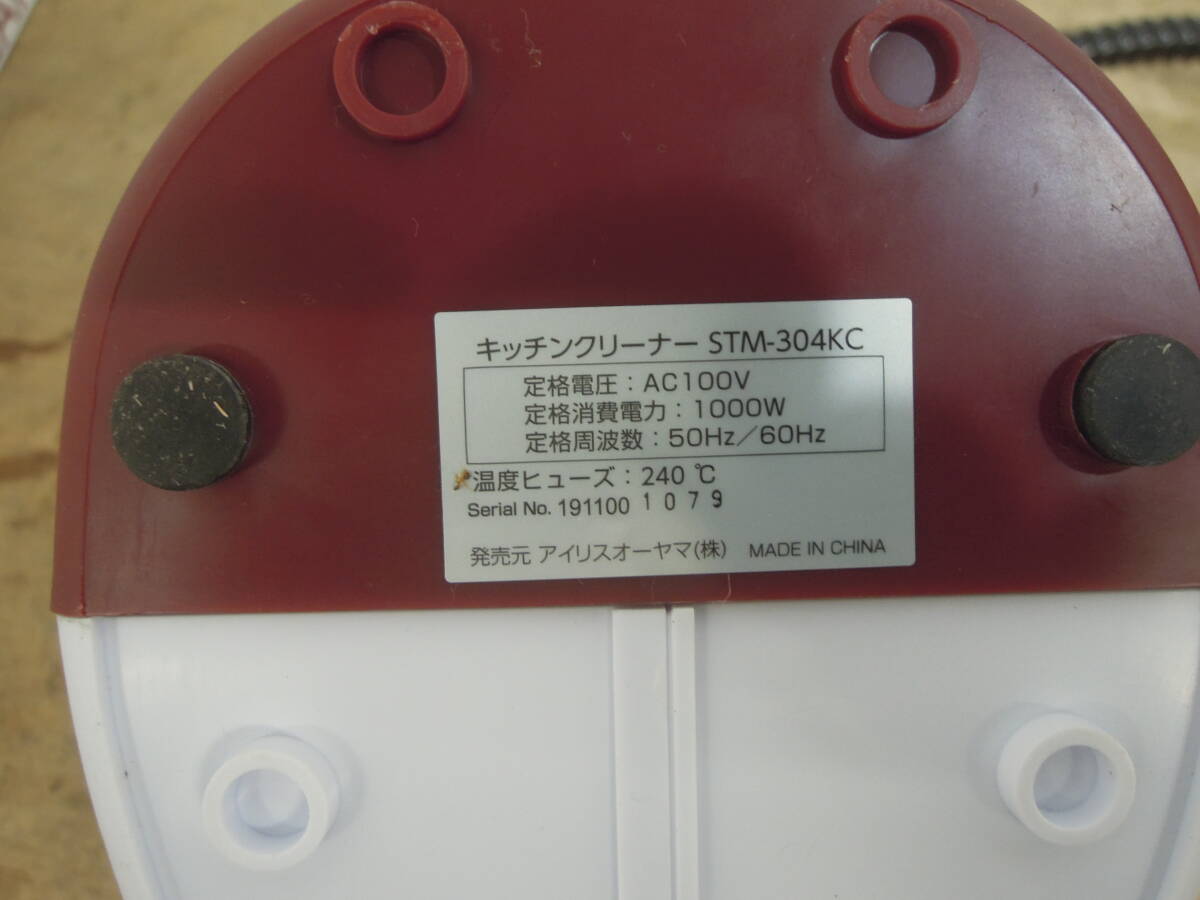 キッチンクリーナー STM-304KC
定格電圧：AC100V
定格消費電力：1000W
定格周波数：50Hz／60Hz
温度ヒューズ：240 ℃
Serial No. 191100 1079
発売元 アイリスオーヤマ(株) MADE IN CHINA